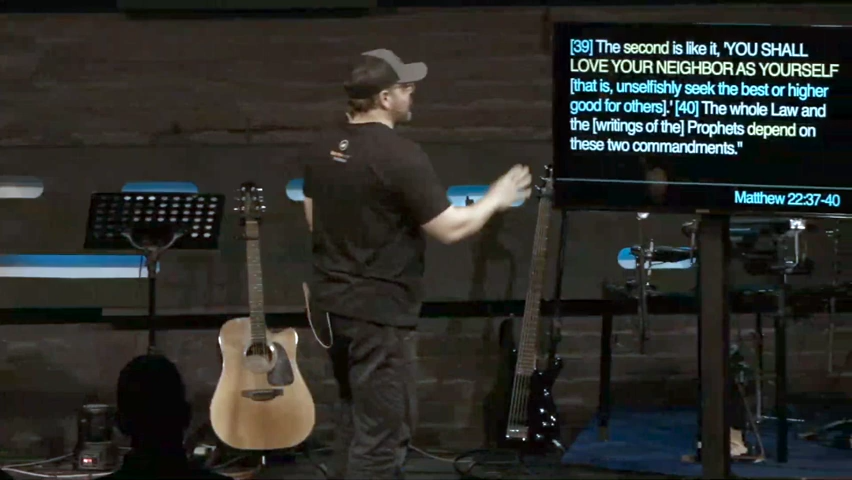 [39] The second is like it, 'YOU SHALL
LOVE YOUR NEIGHBOR AS YOURSELF
[that is, unselfishly seek the best or higher
good for others].' [40] The whole Law and
the [writings of the] Prophets depend on
these two commandments."
Matthew 22:37-40